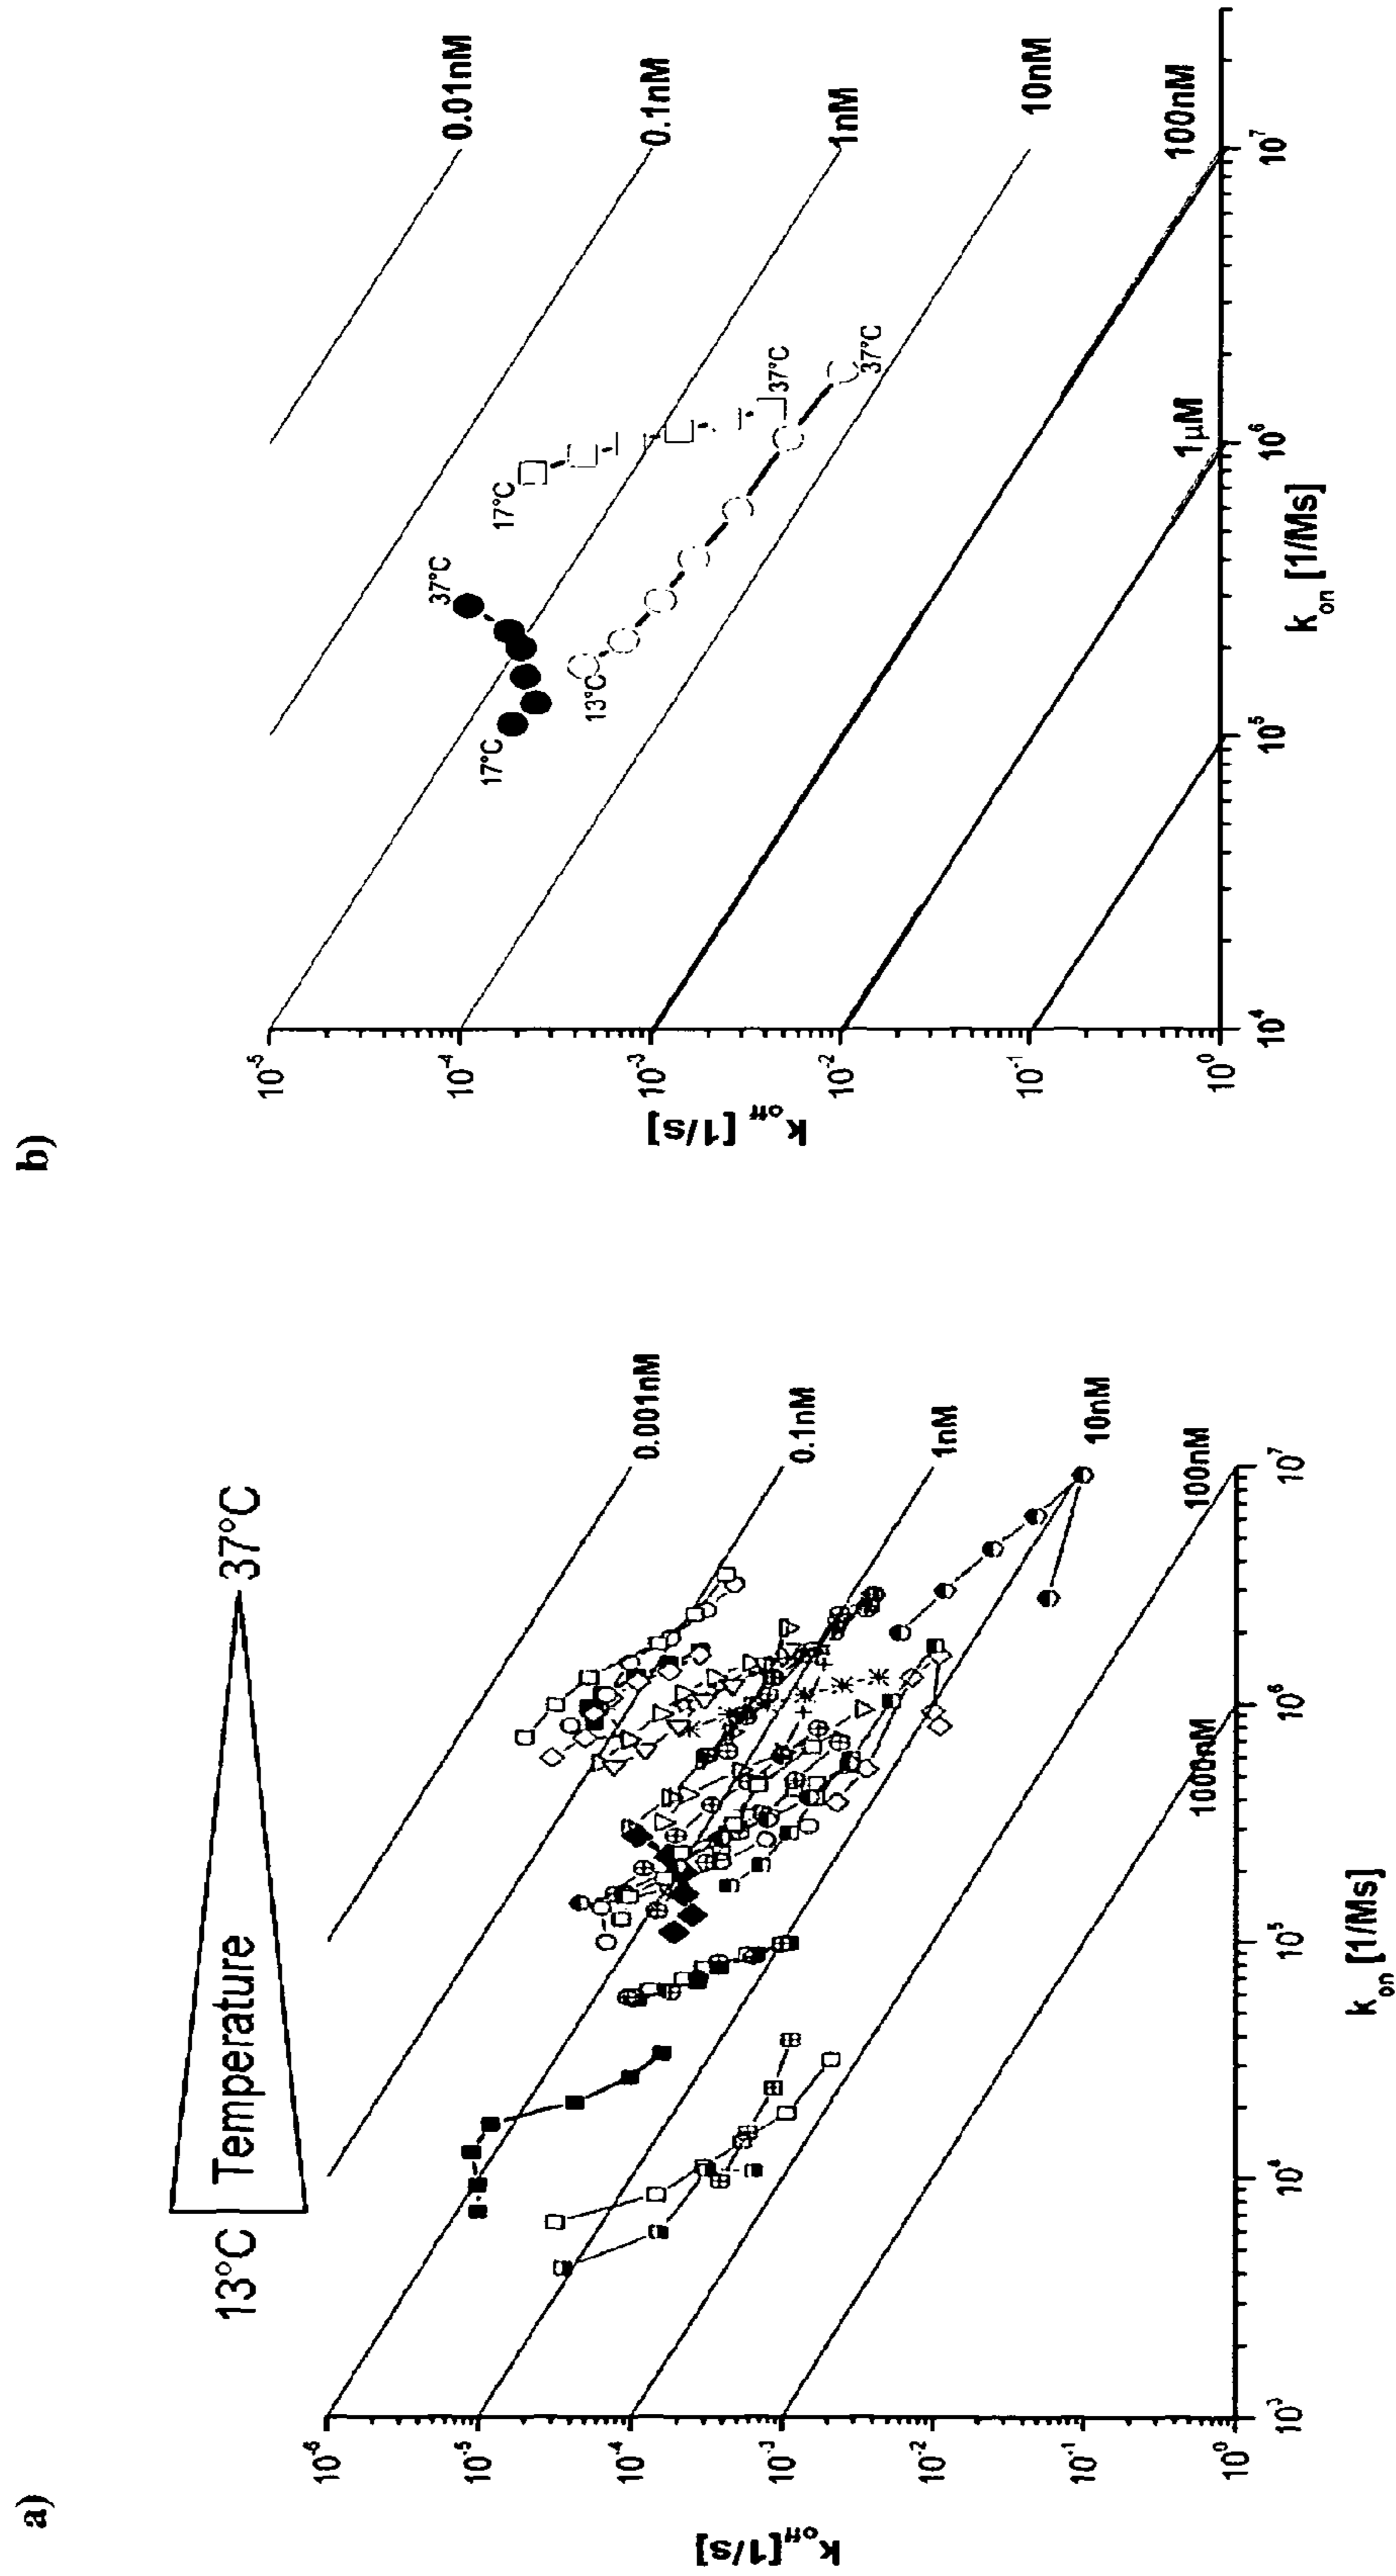 a)
13°C Temperature 37°C
k_off [1/s]
10^-6
10^-5
10^-4
10^-3
10^-2
10^-1
10^0
0.001nM
0.1nM
1nM
10nM
100nM
1000nM
10^3 10^4 10^5 10^6 10^7
k_on [1/Ms]
b)
k_off [1/s]
10^-5
10^-4
10^-3
10^-2
10^-1
10^0
0.01nM
0.1nM
1nM
10nM
100nM
1µM
17°C
37°C
17°C
37°C
13°C
37°C
10^4 10^5 10^6 10^7
k_on [1/Ms]